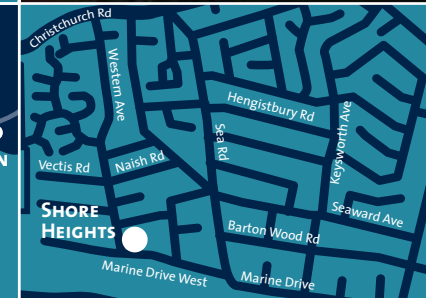 Christchurch Rd
Western Ave
Hengistbury Rd
Sea Rd
Keysworth Ave
Vectis Rd
Naish Rd
Seaward Ave
SHORE
HEIGHTS
Barton Wood Rd
Marine Drive West
Marine Drive
N